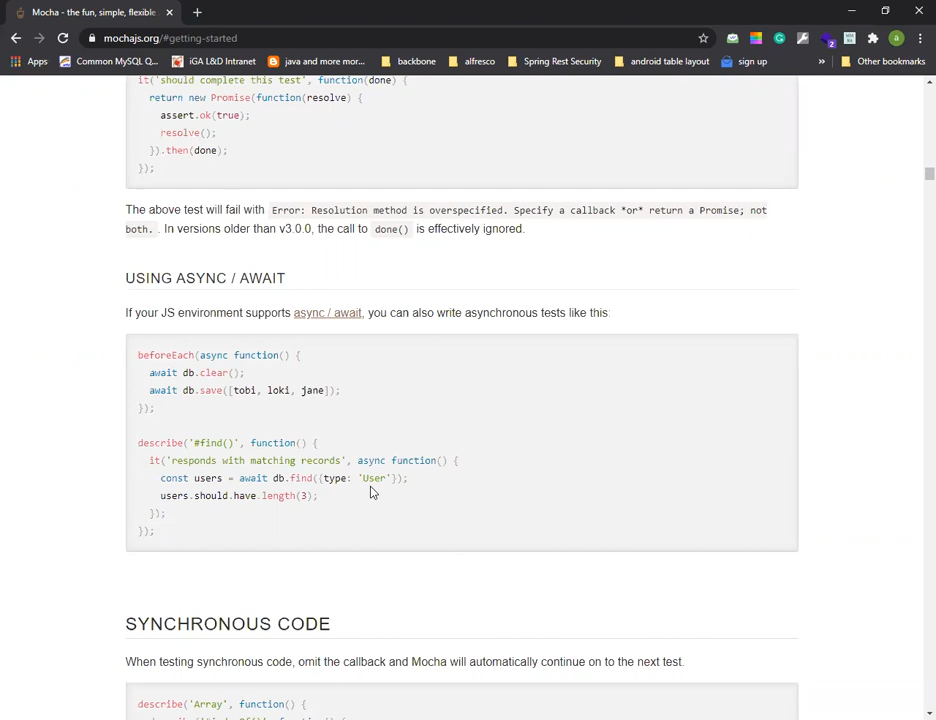 Mocha - the fun, simple, flexible
mochajs.org/#getting-started
2
a
Apps
Common MySQL Q...
iGA L&D Intranet
java and more mor...
backbone
alfresco
Spring Rest Security
android table layout
sign up
»
Other bookmarks
it('should complete this test', function(done) {
return new Promise(function(resolve) {
assert.ok(true);
resolve();
}).then(done);
});
The above test will fail with Error: Resolution method is overspecified. Specify a callback *or* return a Promise; not
both. . In versions older than v3.0.0, the call to done() is effectively ignored.
USING ASYNC / AWAIT
If your JS environment supports async / await, you can also write asynchronous tests like this:
beforeEach(async function() {
await db.clear();
await db.save([tobi, loki, jane]);
});
describe('#find()', function() {
it('responds with matching records', async function() {
const users = await db.find({type: 'User'});
users.should.have.length(3);
});
});
SYNCHRONOUS CODE
When testing synchronous code, omit the callback and Mocha will automatically continue on to the next test.
describe('Array', function() {